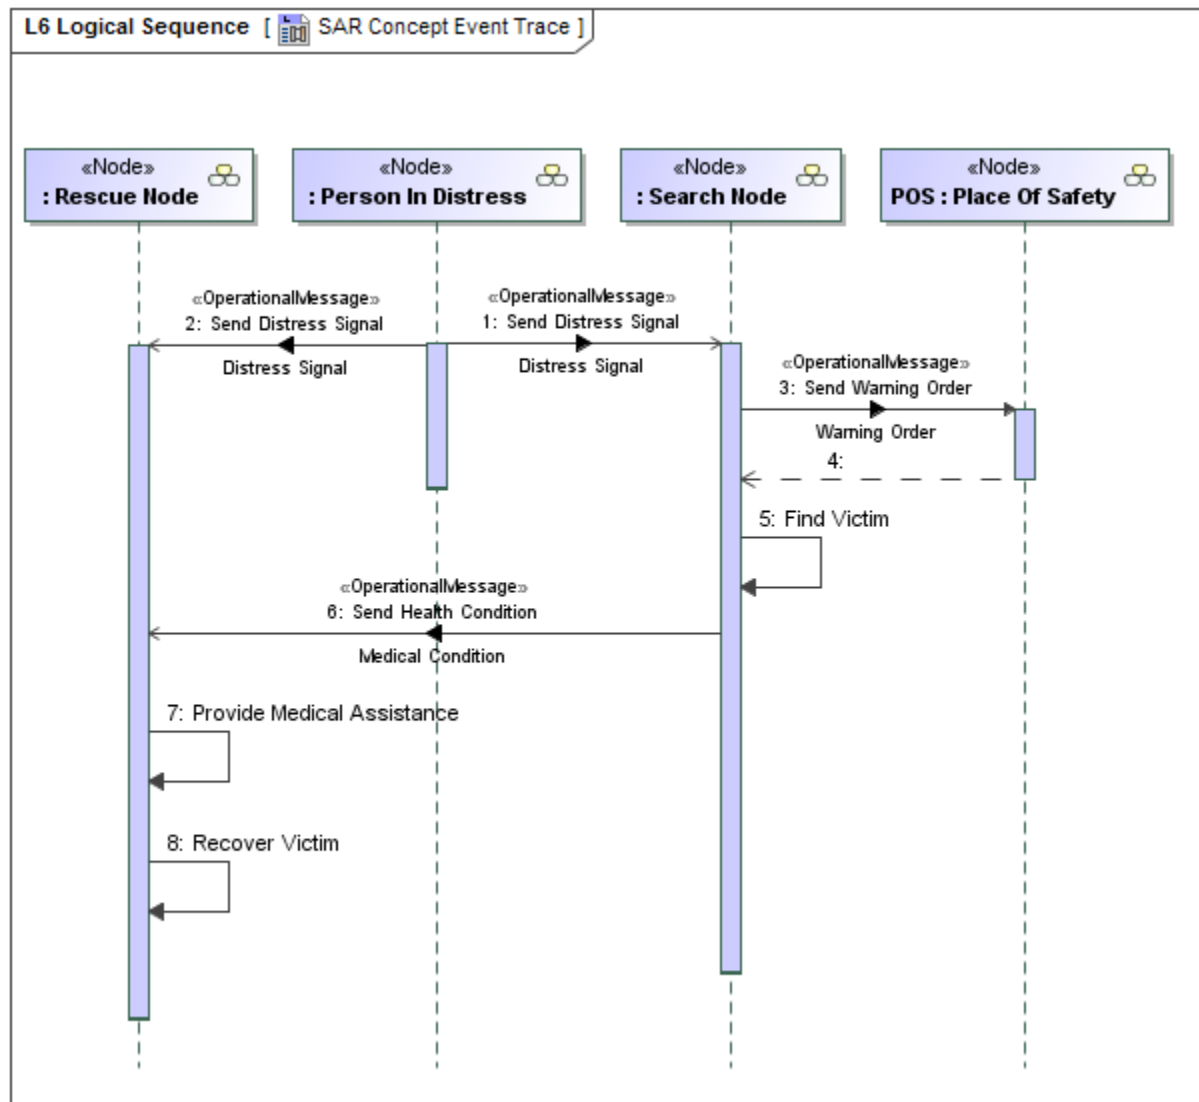 L6 Logical Sequence [ SAR Concept Event Trace ]
«Node»
: Rescue Node
«Node»
: Person In Distress
«Node»
: Search Node
«Node»
POS : Place Of Safety
«OperationalMessage»
2: Send Distress Signal
Distress Signal
«OperationalMessage»
1: Send Distress Signal
Distress Signal
«OperationalMessage»
3: Send Warning Order
Warning Order
4:
5: Find Victim
«OperationalMessage»
6: Send Health Condition
Medical Condition
7: Provide Medical Assistance
8: Recover Victim